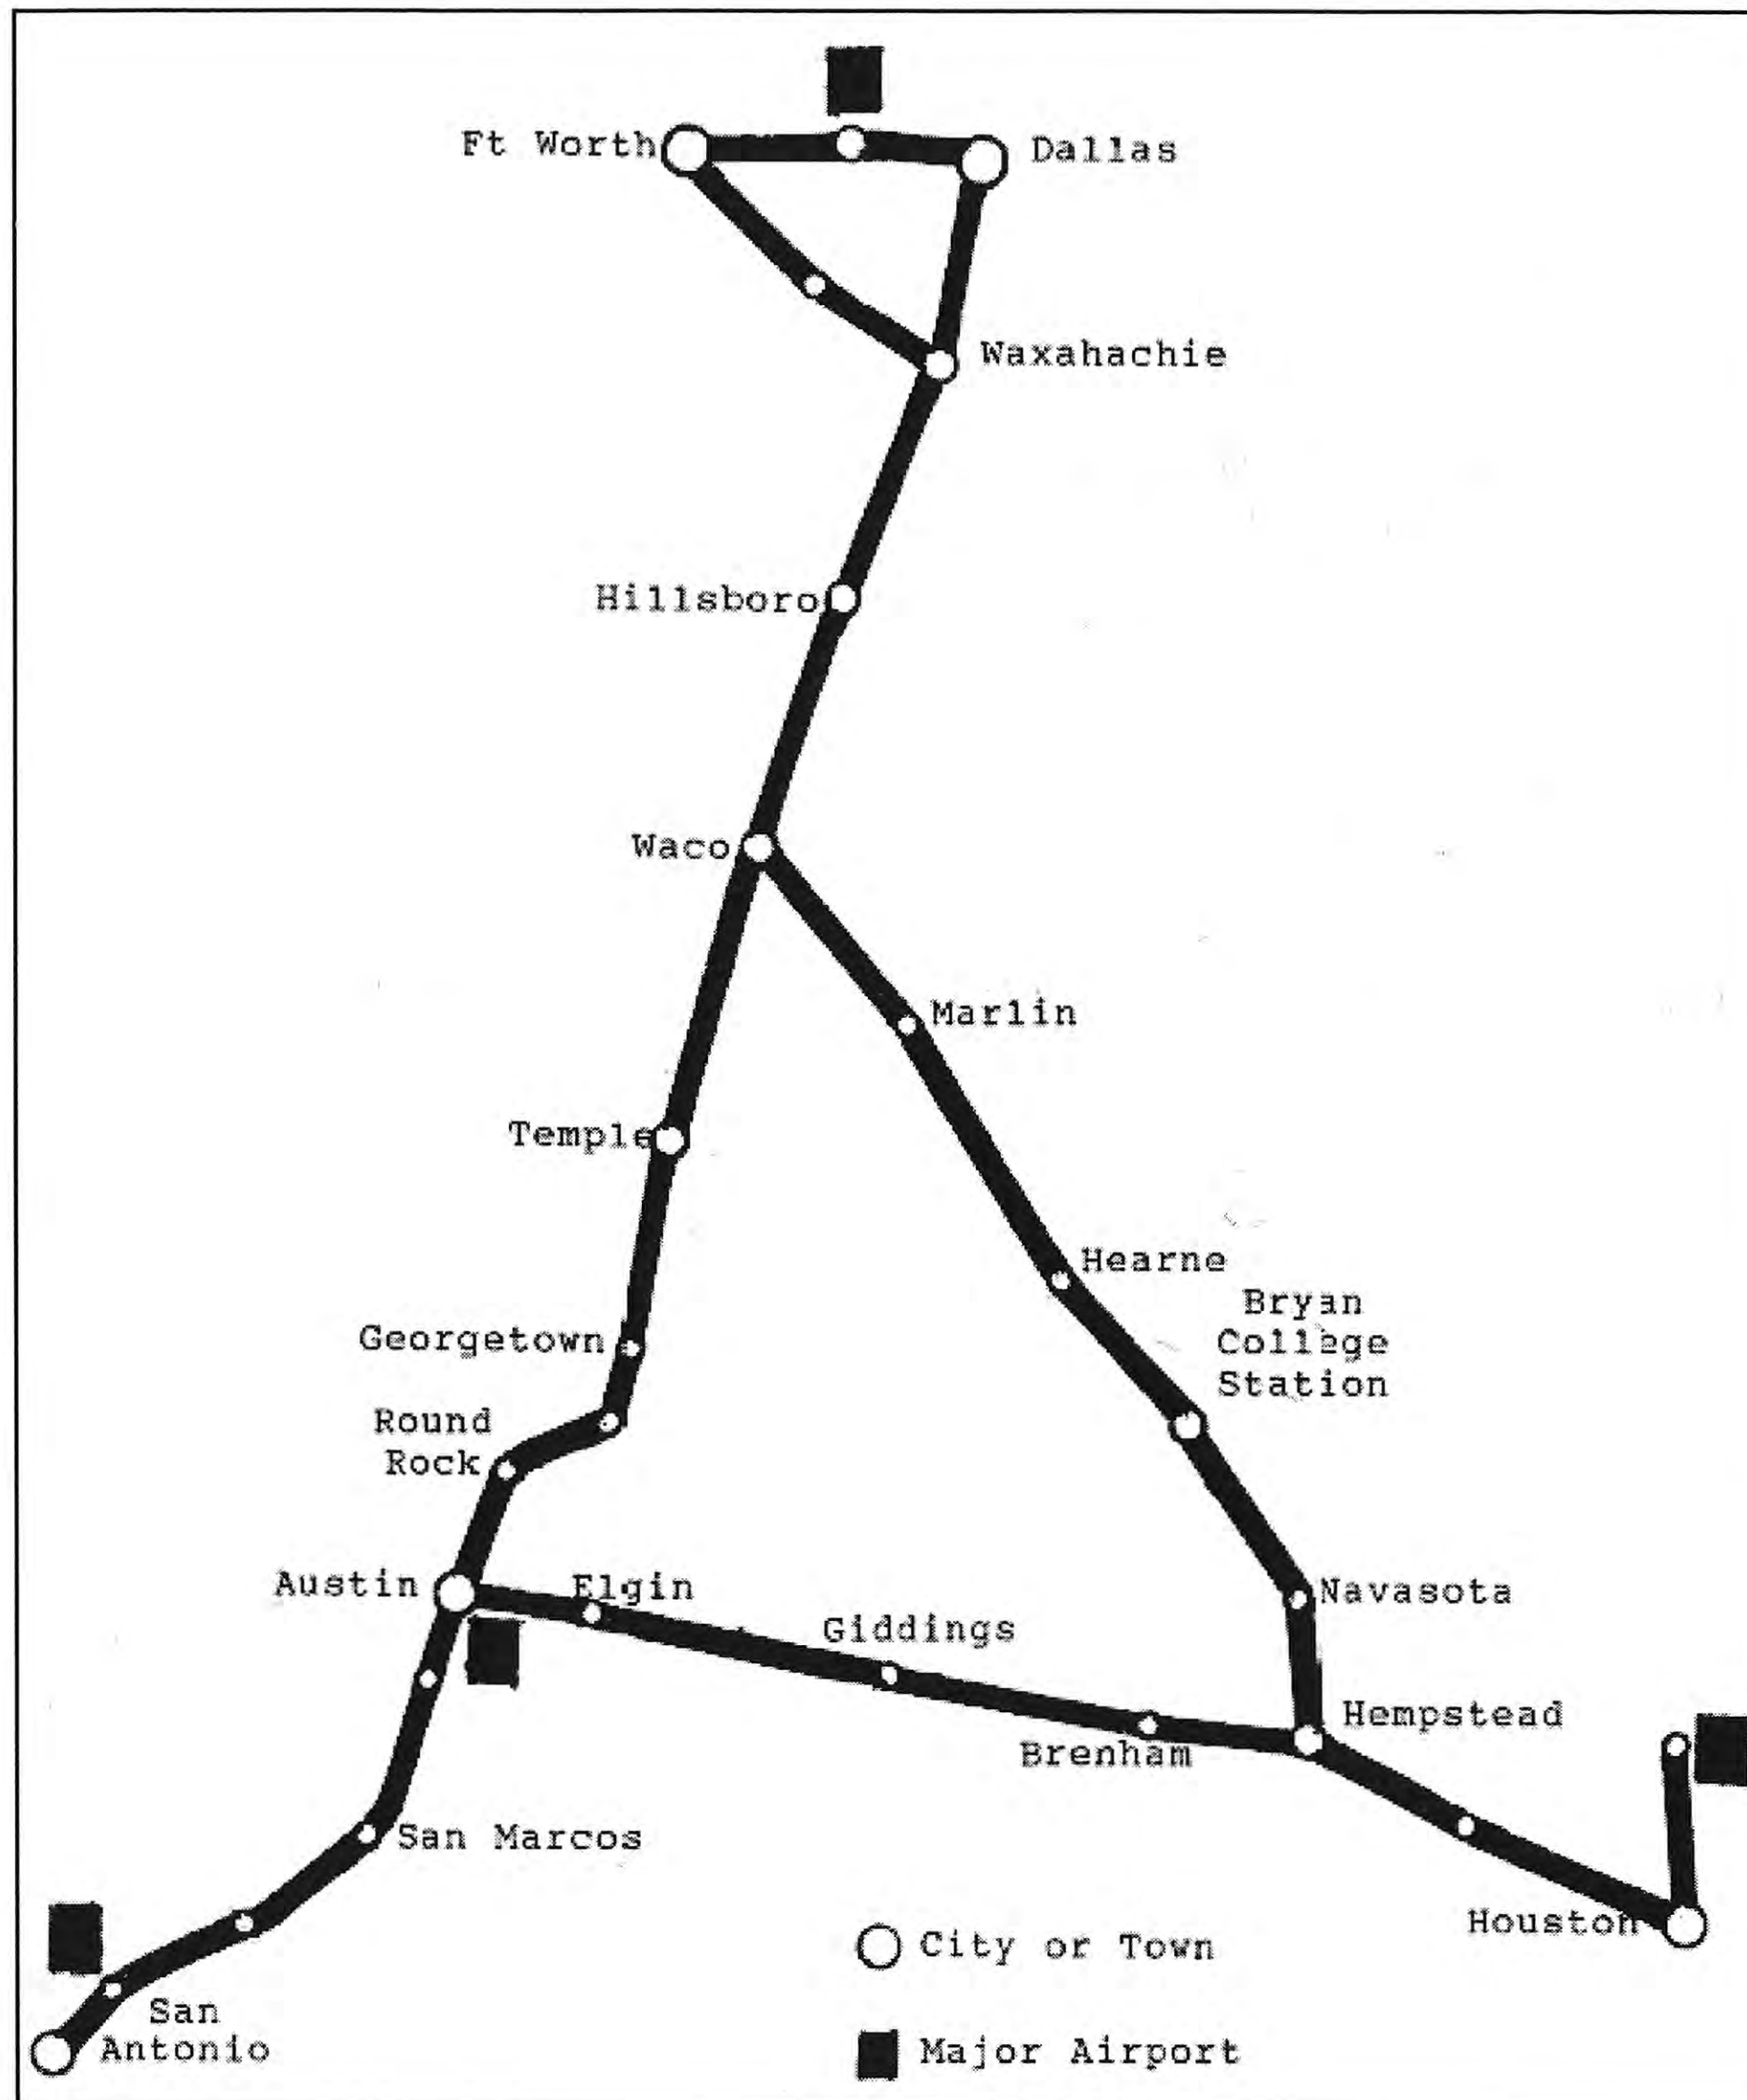 Ft Worth
Dallas
Waxahachie
Hillsboro
Waco
Marlin
Temple
Hearne
Bryan
College
Station
Georgetown
Round
Rock
Austin
Elgin
Navasota
Giddings
Hempstead
Brenham
San Marcos
Houston
City or Town
San
Antonio
Major Airport